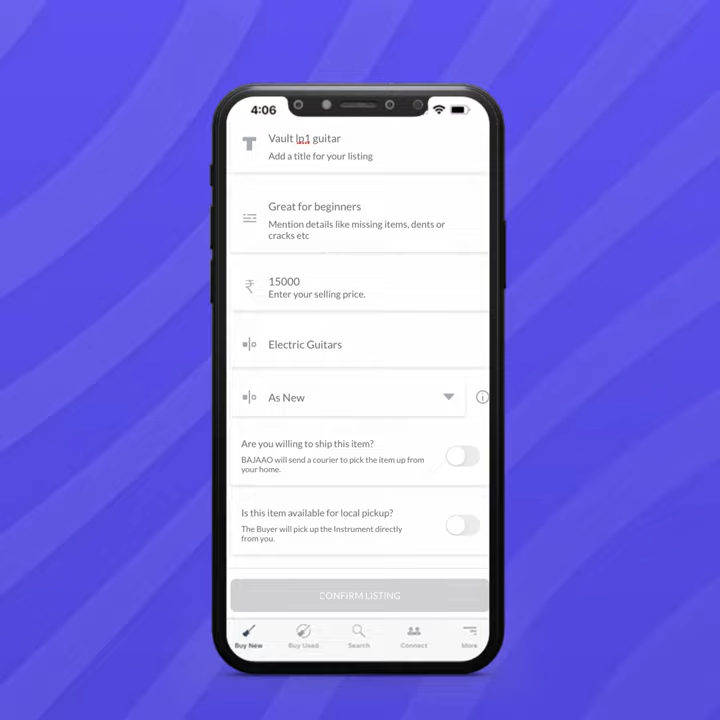 4:06
Vault ln1 guitar
Add a title for your listing
Great for beginners
Mention details like missing items, dents or
cracks etc
₹ 15000
Enter your selling price.
Electric Guitars
As New
Are you willing to ship this item?
BAJAAO will send a courier to pick the item up from
your home.
Is this item available for local pickup?
The Buyer will pick up the Instrument directly
from you.
CONFIRM LISTING
Buy New Buy Used Search Connect More